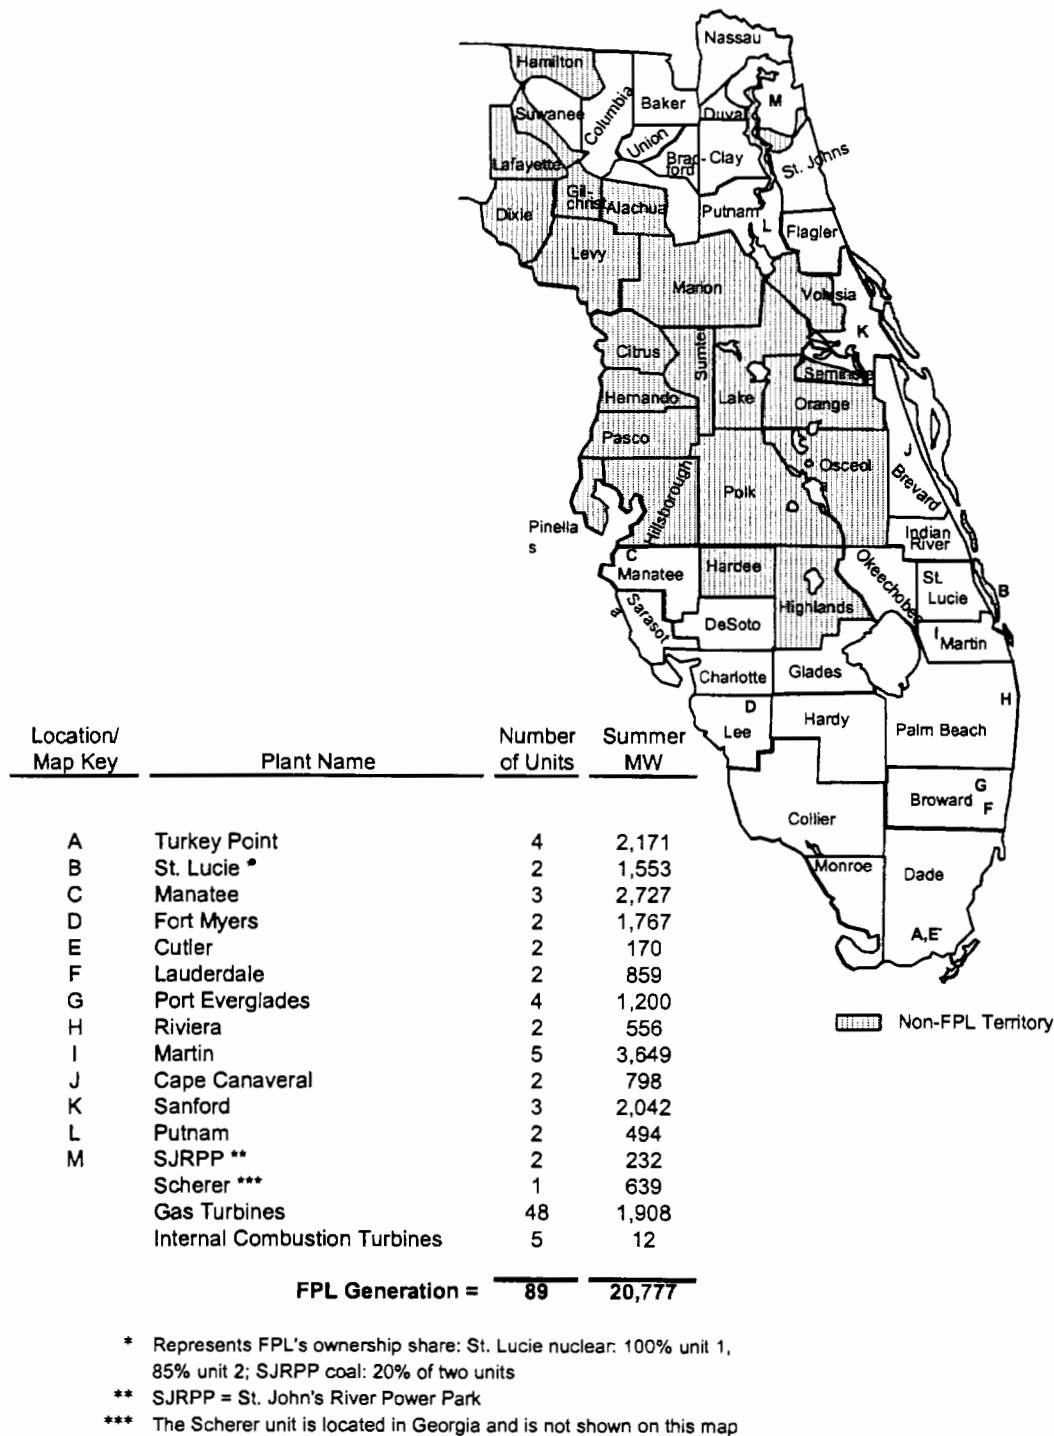 Nassau
Hamilton
Columbia
Baker
Duval
M
Suwanee
Union
Brad-
ford
Clay
St. Johns
Lafayette
Gil-
christ
Alachua
Putnam
L
Dixie
Flagler
Levy
Marion
Volusia
K
Citrus
Sumter
Seminole
Hernando
Lake
Orange
Pasco
Osceol
a
J
Brevard
Polk
Hillsborough
Pinella
s
Indian
River
C
Manatee
Hardee
Okeechobee
St.
Lucie
B
Highlands
Sarasot
a
DeSoto
I
Martin
Charlotte
Glades
D
Lee
Hardy
H
Palm Beach
Broward
G
F
Collier
Monroe
Dade
A,E
Non-FPL Territory
Location/ Number Summer
Map Key Plant Name of Units MW
A Turkey Point 4 2,171
B St. Lucie * 2 1,553
C Manatee 3 2,727
D Fort Myers 2 1,767
E Cutler 2 170
F Lauderdale 2 859
G Port Everglades 4 1,200
H Riviera 2 556
I Martin 5 3,649
J Cape Canaveral 2 798
K Sanford 3 2,042
L Putnam 2 494
M SJRPP ** 2 232
Scherer *** 1 639
Gas Turbines 48 1,908
Internal Combustion Turbines 5 12
FPL Generation = 89 20,777
* Represents FPL's ownership share: St. Lucie nuclear: 100% unit 1,
85% unit 2; SJRPP coal: 20% of two units
** SJRPP = St. John's River Power Park
*** The Scherer unit is located in Georgia and is not shown on this map